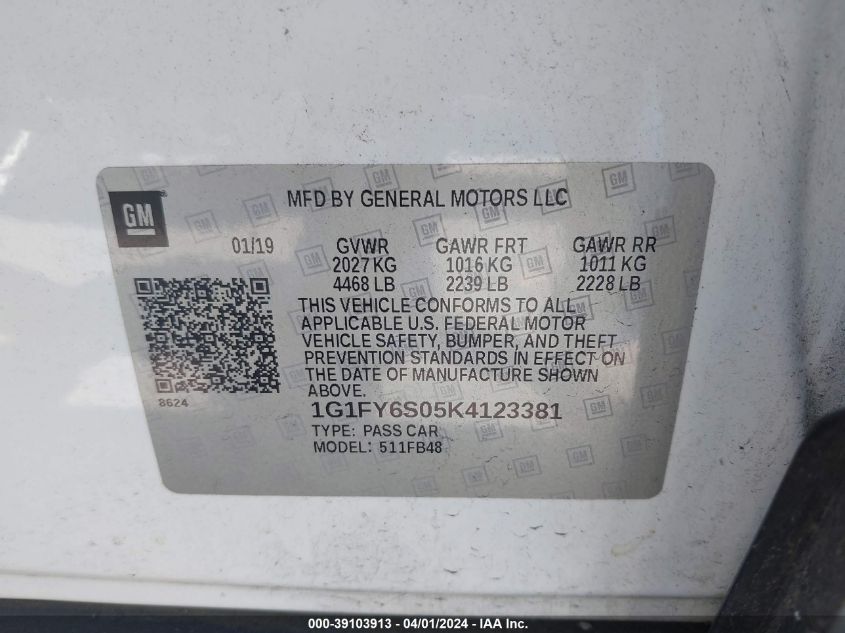 GM
MFD BY GENERAL MOTORS LLC
01/19 GVWR GAWR FRT GAWR RR
2027 KG 1016 KG 1011 KG
4468 LB 2239 LB 2228 LB
THIS VEHICLE CONFORMS TO ALL
APPLICABLE U.S. FEDERAL MOTOR
VEHICLE SAFETY, BUMPER, AND THEFT
PREVENTION STANDARDS IN EFFECT ON
THE DATE OF MANUFACTURE SHOWN
ABOVE.
8624
1G1FY6S05K4123381
TYPE: PASS CAR
MODEL: 511FB48
000-39103913 - 04/01/2024 - IAA Inc.